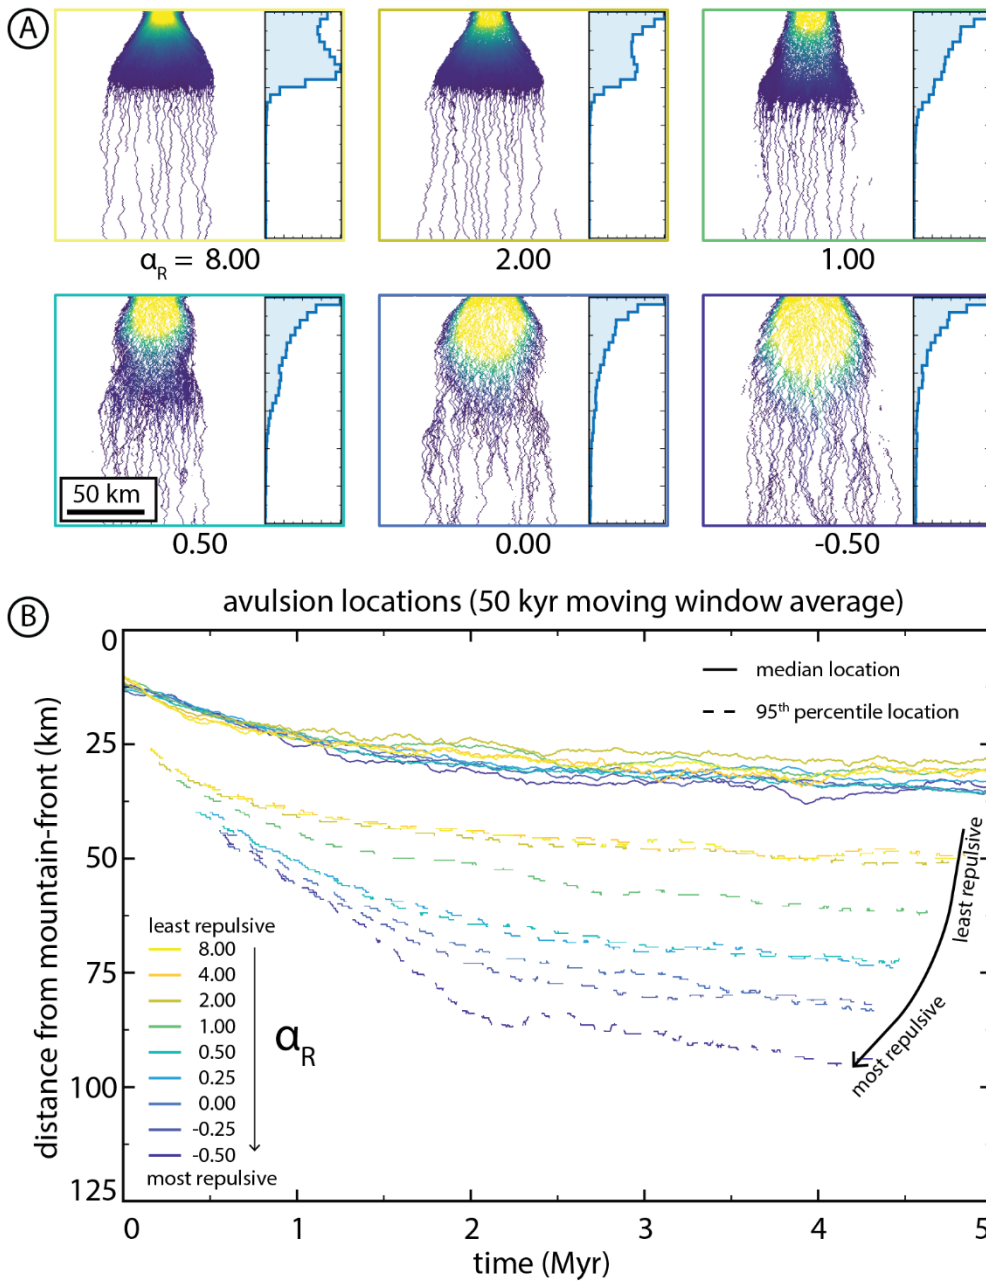 A
α_R = 8.00
2.00
1.00
50 km
0.50
0.00
-0.50
B
avulsion locations (50 kyr moving window average)
0
25
50
75
100
125
distance from mountain-front (km)
median location
95th percentile location
least repulsive
8.00
4.00
2.00
1.00
0.50
0.25
0.00
-0.25
-0.50
most repulsive
α_R
least repulsive
most repulsive
0
1
2
3
4
5
time (Myr)